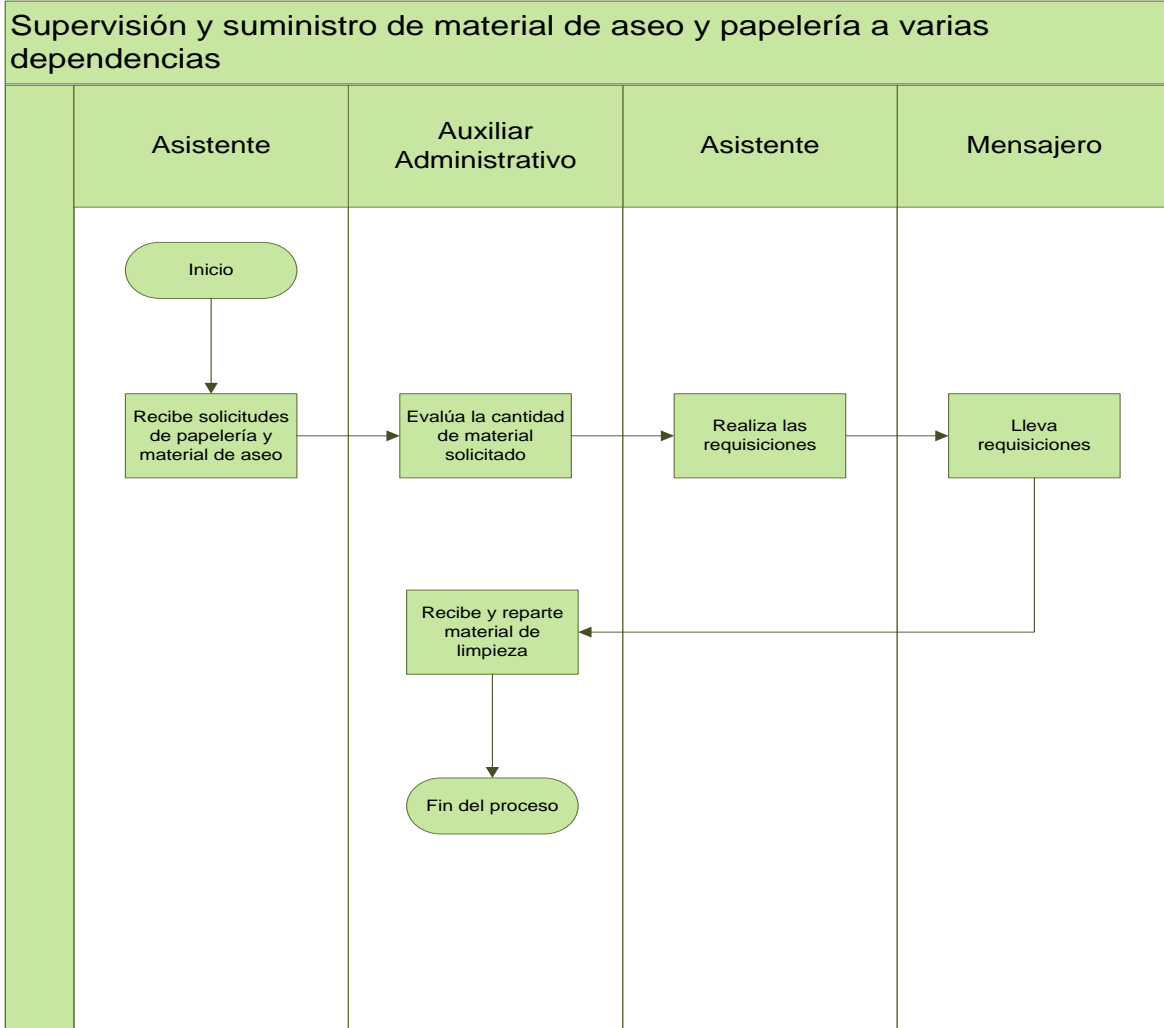 Supervisión y suministro de material de aseo y papelería a varias
dependencias
Asistente
Auxiliar
Administrativo
Asistente
Mensajero
Inicio
Recibe solicitudes
de papelería y
material de aseo
Evalúa la cantidad
de material
solicitado
Realiza las
requisiciones
Lleva
requisiciones
Recibe y reparte
material de
limpieza
Fin del proceso